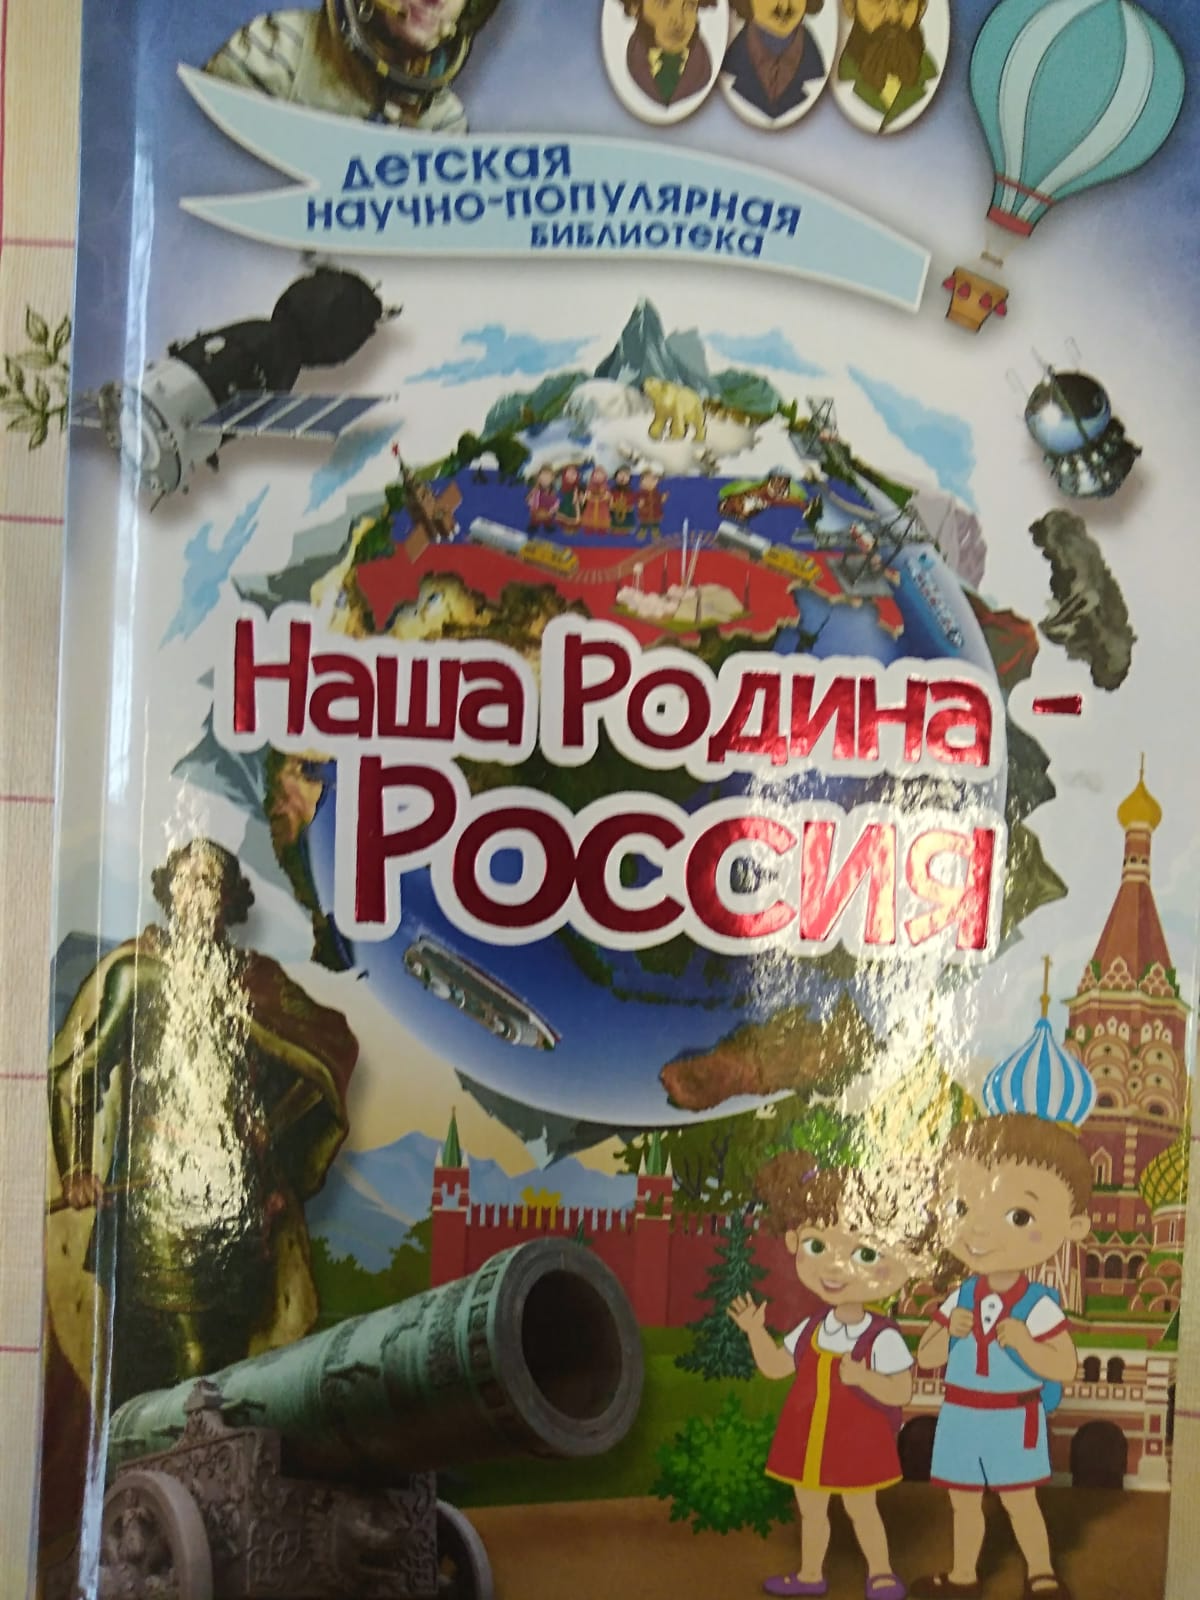 Детская
научно-популярная
библиотека
Наша Родина -
Россия